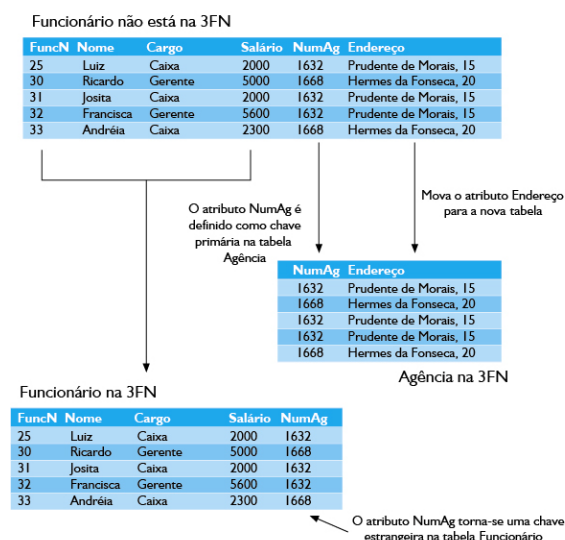 Funcionário não está na 3FN
FuncN Nome Cargo Salário NumAg Endereço
25 Luiz Caixa 2000 1632 Prudente de Morais, 15
30 Ricardo Gerente 5000 1668 Hermes da Fonseca, 20
31 Josita Caixa 2000 1632 Prudente de Morais, 15
32 Francisca Gerente 5600 1632 Prudente de Morais, 15
33 Andréia Caixa 2300 1668 Hermes da Fonseca, 20
O atributo NumAg é
definido como chave
primária na tabela
Agência
Mova o atributo Endereço
para a nova tabela
NumAg Endereço
1632 Prudente de Morais, 15
1668 Hermes da Fonseca, 20
1632 Prudente de Morais, 15
1632 Prudente de Morais, 15
1668 Hermes da Fonseca, 20
Agência na 3FN
Funcionário na 3FN
FuncN Nome Cargo Salário NumAg
25 Luiz Caixa 2000 1632
30 Ricardo Gerente 5000 1668
31 Josita Caixa 2000 1632
32 Francisca Gerente 5600 1632
33 Andréia Caixa 2300 1668
O atributo NumAg torna-se uma chave
estrangeira na tabela Funcionário